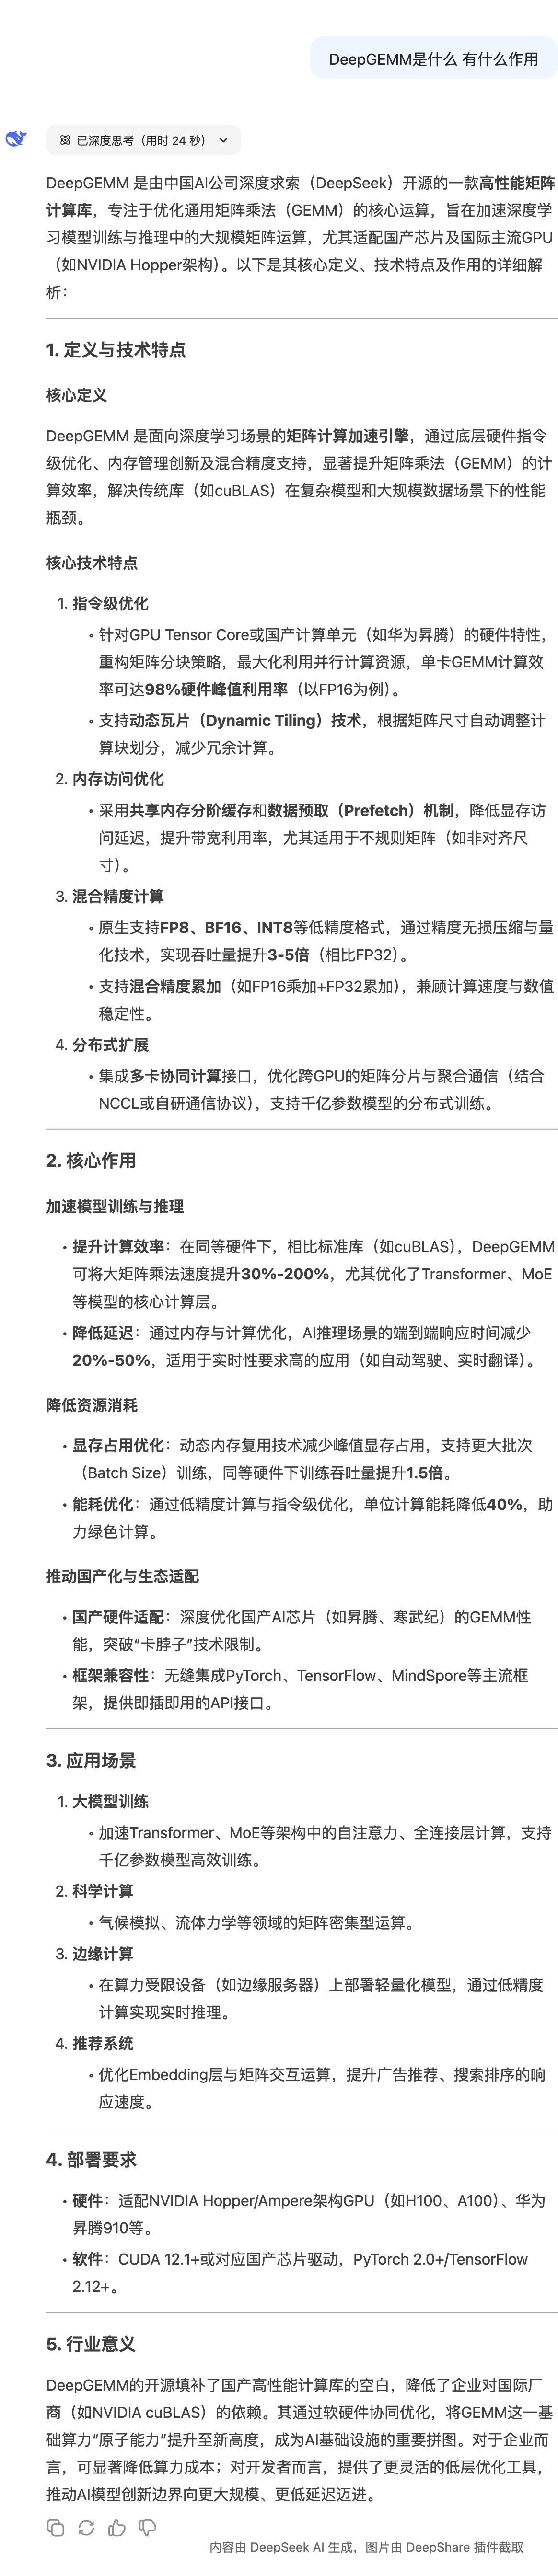 DeepGEMM是什么 有什么作用
已深度思考（用时 24 秒）
DeepGEMM 是由中国AI公司深度求索（DeepSeek）开源的一款高性能矩阵
计算库，专注于优化通用矩阵乘法（GEMM）的核心运算，旨在加速深度学
习模型训练与推理中的大规模矩阵运算，尤其适配国产芯片及国际主流GPU
（如NVIDIA Hopper架构）。以下是其核心定义、技术特点及作用的详细解
析：
1. 定义与技术特点
核心定义
DeepGEMM 是面向深度学习场景的矩阵计算加速引擎，通过底层硬件指令
级优化、内存管理创新及混合精度支持，显著提升矩阵乘法（GEMM）的计
算效率，解决传统库（如cuBLAS）在复杂模型和大规模数据场景下的性能
瓶颈。
核心技术特点
1. 指令级优化
• 针对GPU Tensor Core或国产计算单元（如华为昇腾）的硬件特性，
重构矩阵分块策略，最大化利用并行计算资源，单卡GEMM计算效
率可达98%硬件峰值利用率（以FP16为例）。
• 支持动态瓦片（Dynamic Tiling）技术，根据矩阵尺寸自动调整计
算块划分，减少冗余计算。
2. 内存访问优化
• 采用共享内存分阶缓存和数据预取（Prefetch）机制，降低显存访
问延迟，提升带宽利用率，尤其适用于不规则矩阵（如非对齐尺
寸）。
3. 混合精度计算
• 原生支持FP8、BF16、INT8等低精度格式，通过精度无损压缩与量
化技术，实现吞吐量提升3-5倍（相比FP32）。
• 支持混合精度累加（如FP16乘加+FP32累加），兼顾计算速度与数值
稳定性。
4. 分布式扩展
• 集成多卡协同计算接口，优化跨GPU的矩阵分片与聚合通信（结合
NCCL或自研通信协议），支持千亿参数模型的分布式训练。
2. 核心作用
加速模型训练与推理
• 提升计算效率：在同等硬件下，相比标准库（如cuBLAS），DeepGEMM
可将大矩阵乘法速度提升30%-200%，尤其优化了Transformer、MoE
等模型的核心计算层。
• 降低延迟：通过内存与计算优化，AI推理场景的端到端响应时间减少
20%-50%，适用于实时性要求高的应用（如自动驾驶、实时翻译）。
降低资源消耗
• 显存占用优化：动态内存复用技术减少峰值显存占用，支持更大批次
（Batch Size）训练，同等硬件下训练吞吐量提升1.5倍。
• 能耗优化：通过低精度计算与指令级优化，单位计算能耗降低40%，助
力绿色计算。
推动国产化与生态适配
• 国产硬件适配：深度优化国产AI芯片（如昇腾、寒武纪）的GEMM性
能，突破“卡脖子”技术限制。
• 框架兼容性：无缝集成PyTorch、TensorFlow、MindSpore等主流框
架，提供即插即用的API接口。
3. 应用场景
1. 大模型训练
• 加速Transformer、MoE等架构中的自注意力、全连接层计算，支持
千亿参数模型高效训练。
2. 科学计算
• 气候模拟、流体力学等领域的矩阵密集型运算。
3. 边缘计算
• 在算力受限设备（如边缘服务器）上部署轻量化模型，通过低精度
计算实现实时推理。
4. 推荐系统
• 优化Embedding层与矩阵交互运算，提升广告推荐、搜索排序的响
应速度。
4. 部署要求
• 硬件：适配NVIDIA Hopper/Ampere架构GPU（如H100、A100）、华为
昇腾910等。
• 软件：CUDA 12.1+或对应国产芯片驱动，PyTorch 2.0+/TensorFlow
2.12+。
5. 行业意义
DeepGEMM的开源填补了国产高性能计算库的空白，降低了企业对国际厂
商（如NVIDIA cuBLAS）的依赖。其通过软硬件协同优化，将GEMM这一基
础算力“原子能力”提升至新高度，成为AI基础设施的重要拼图。对于企业而
言，可显著降低算力成本；对开发者而言，提供了更灵活的低层优化工具，
推动AI模型创新边界向更大规模、更低延迟迈进。
内容由 DeepSeek AI 生成，图片由 DeepShare 插件截取